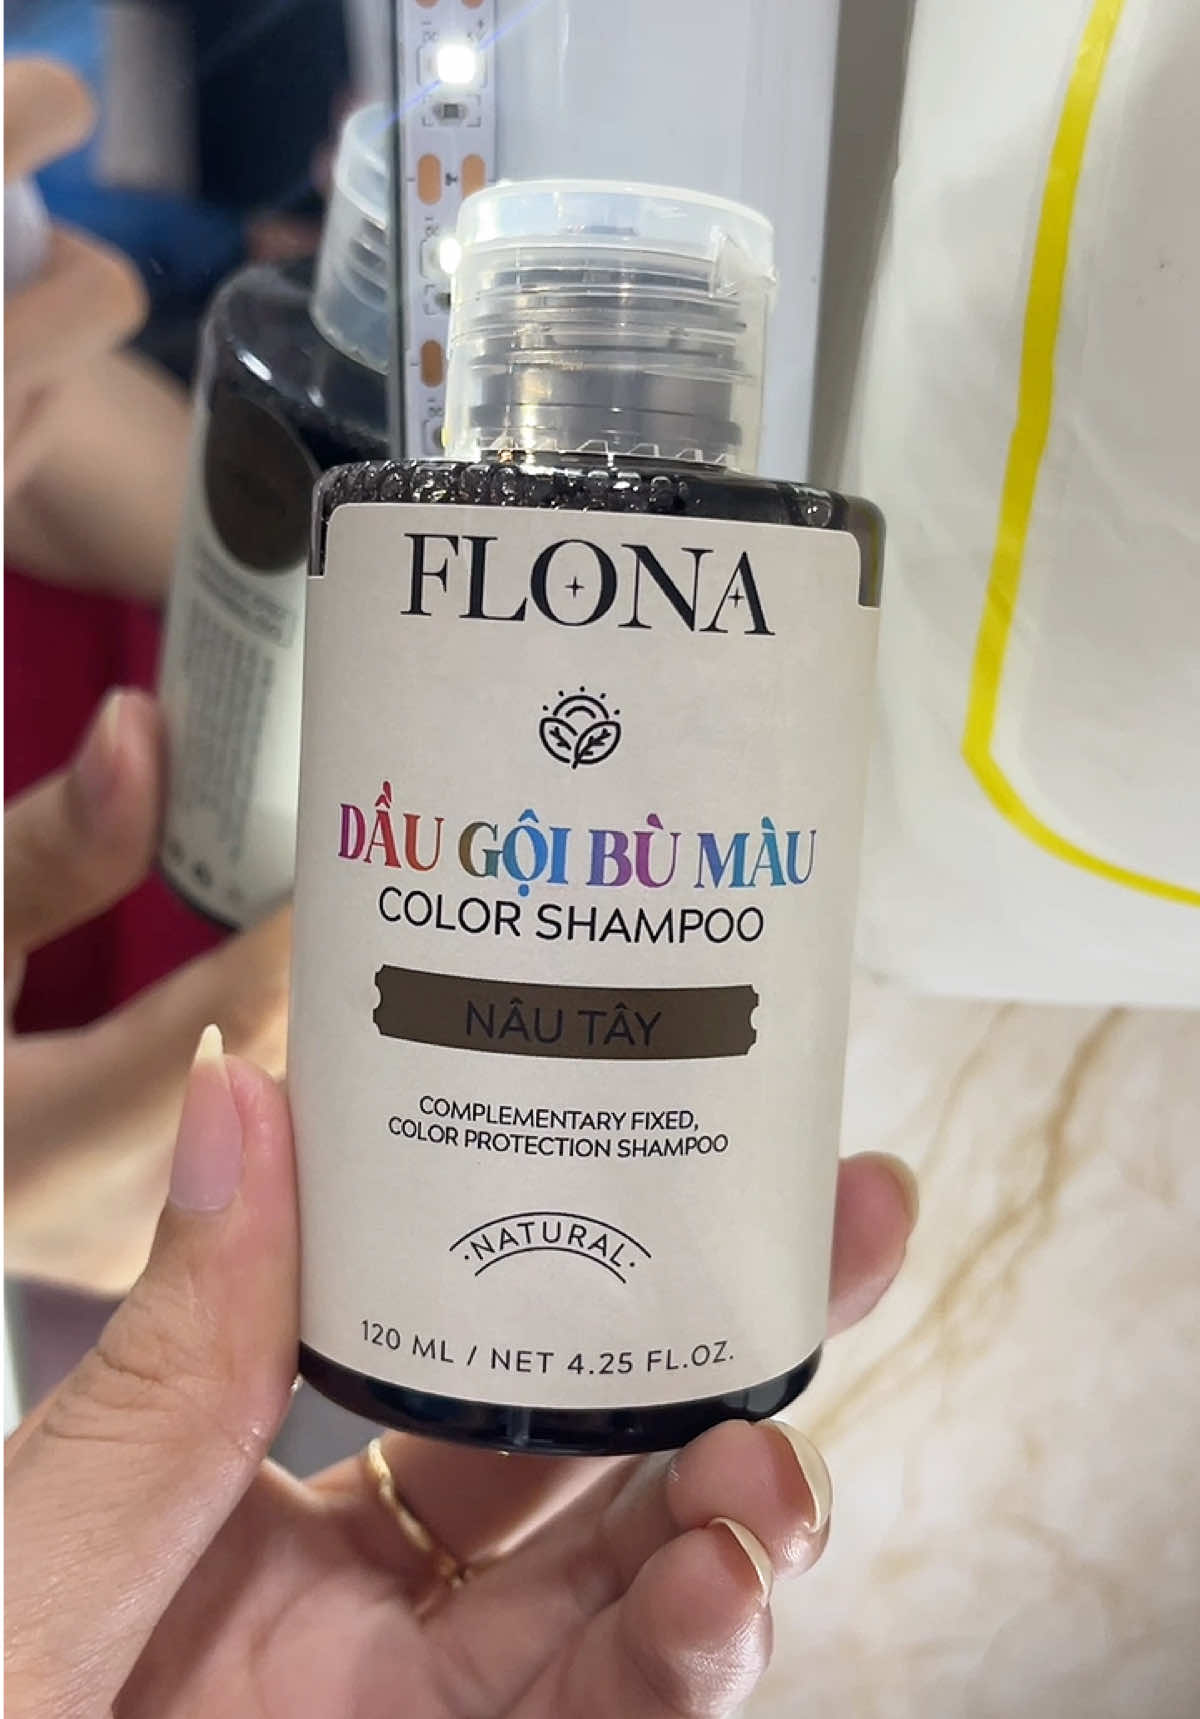 FLONA
DẦU GỘI BÙ MÀU
COLOR SHAMPOO
NÂU TÂY
COMPLEMENTARY FIXED,
COLOR PROTECTION SHAMPOO
·NATURAL·
120 ML / NET 4.25 FL.OZ.